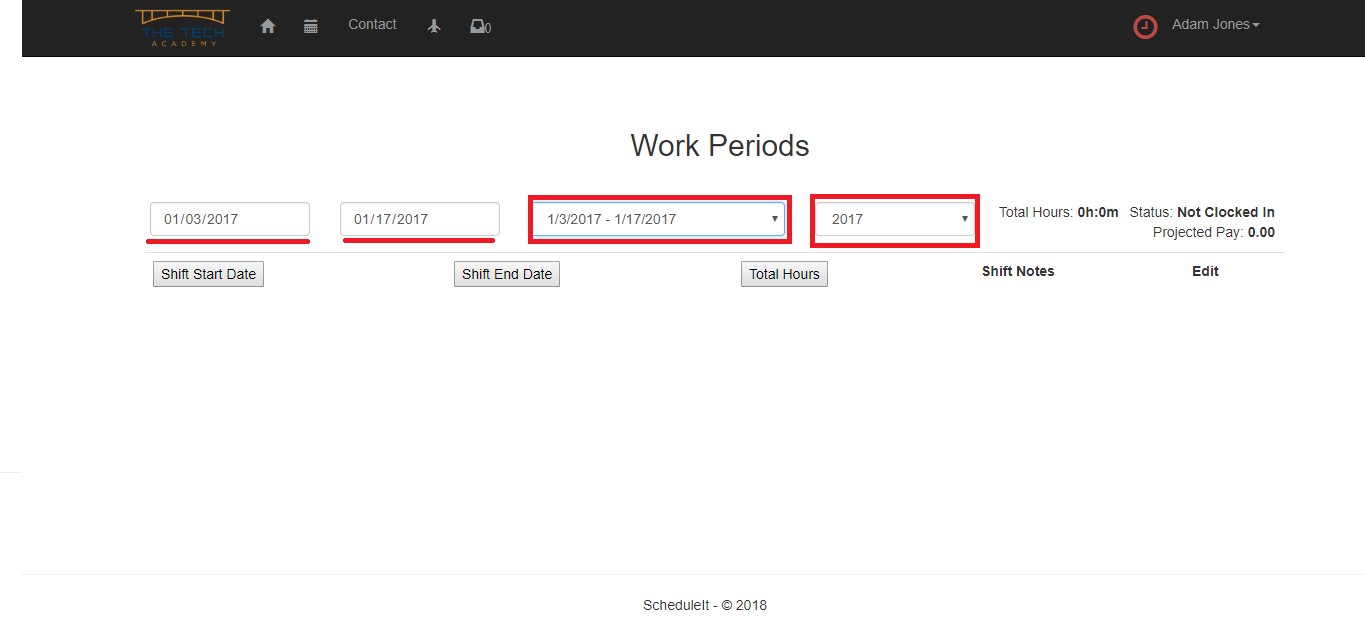 THE TECH
ACADEMY
Contact
0
Adam Jones
Work Periods
01/03/2017
01/17/2017
1/3/2017 - 1/17/2017
2017
Total Hours: 0h:0m Status: Not Clocked In
Projected Pay: 0.00
Shift Start Date
Shift End Date
Total Hours
Shift Notes
Edit
ScheduleIt - © 2018